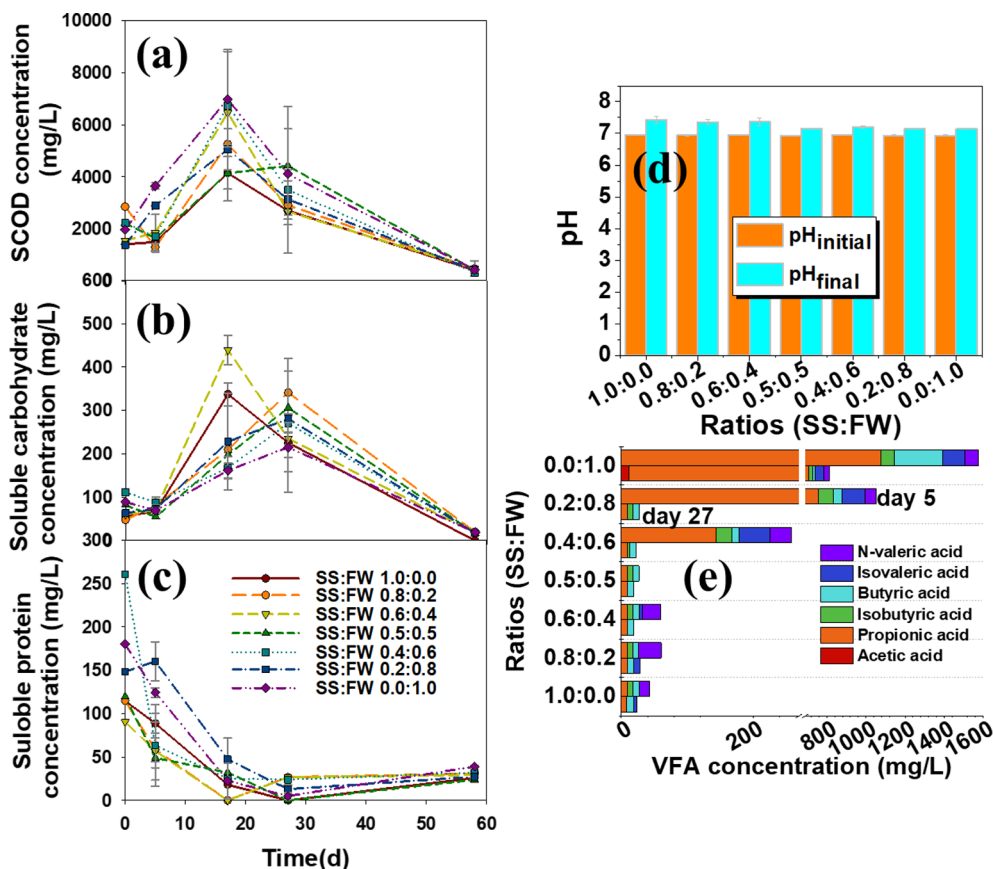 (a)
SCOD concentration
(mg/L)
10000
8000
6000
4000
2000
600
0
(b)
Soluble carbohydrate
concentration (mg/L)
500
400
300
200
100
300
0
(c)
Suloble protein
concentration (mg/L)
250
200
150
100
50
0
SS:FW 1.0:0.0
SS:FW 0.8:0.2
SS:FW 0.6:0.4
SS:FW 0.5:0.5
SS:FW 0.4:0.6
SS:FW 0.2:0.8
SS:FW 0.0:1.0
0 10 20 30 40 50 60
Time(d)
(d)
pH
8
7
6
5
4
3
2
1
0
pHinitial
pHfinal
1.0:0.0 0.8:0.2 0.6:0.4 0.5:0.5 0.4:0.6 0.2:0.8 0.0:1.0
Ratios (SS:FW)
(e)
Ratios (SS:FW)
0.0:1.0
0.2:0.8
0.4:0.6
0.5:0.5
0.6:0.4
0.8:0.2
1.0:0.0
day 5
day 27
N-valeric acid
Isovaleric acid
Butyric acid
Isobutyric acid
Propionic acid
Acetic acid
0 200 800 1000 1200 1400 1600
VFA concentration (mg/L)